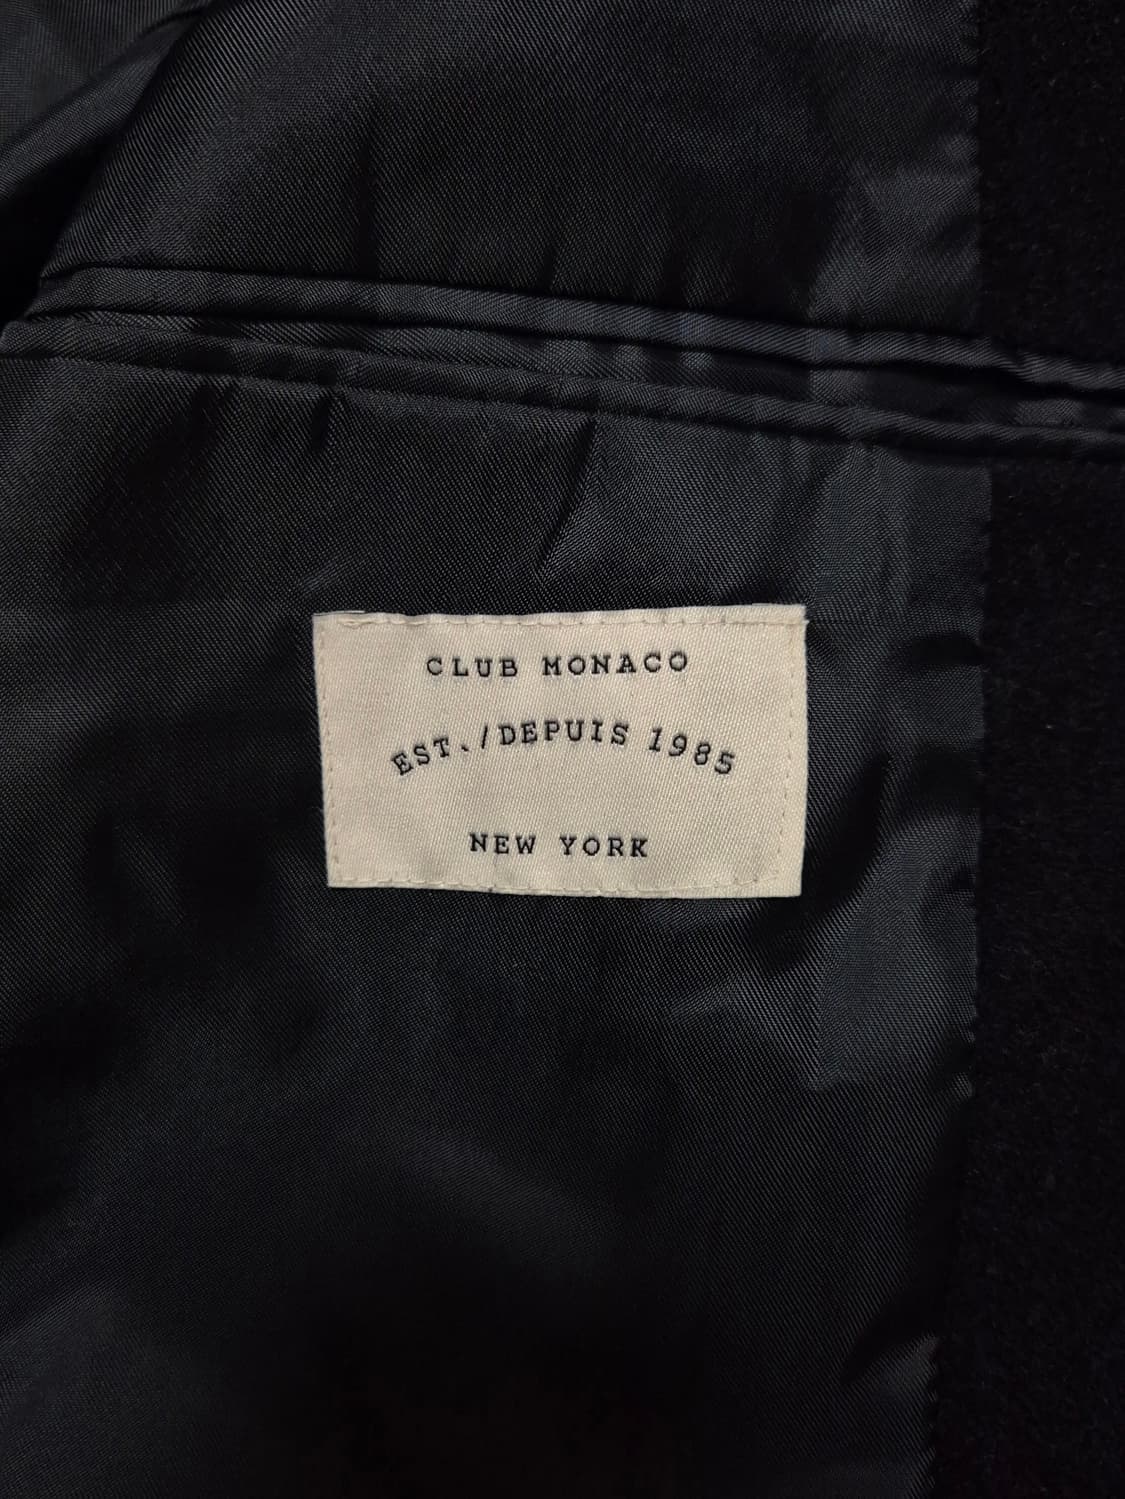 CLUB MONACO
EST./DEPUIS 1985
NEW YORK